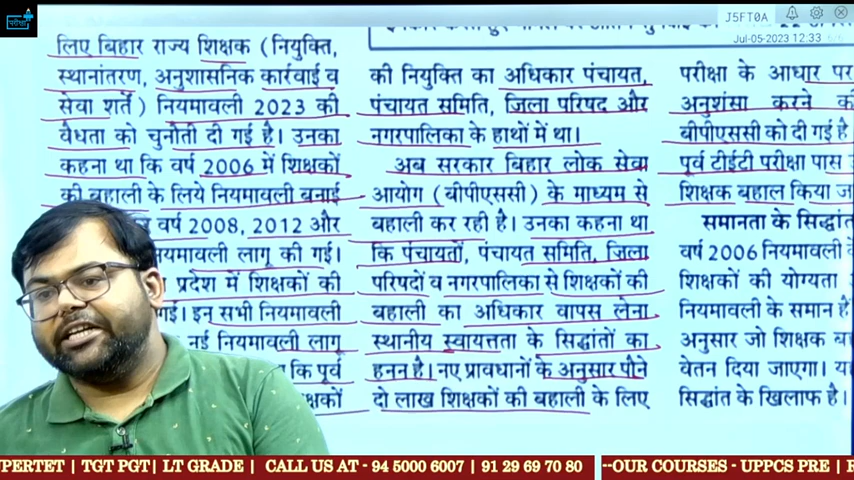 परीक्षा
J5FT0A
Jul-05-2023 12:33
लिए बिहार राज्य शिक्षक (नियुक्ति,
स्थानांतरण, अनुशासनिक कार्रवाई व
सेवा शर्ते) नियमावली 2023 की
वैधता को चुनौती दी गई है। उनका
कहना था कि वर्ष 2006 में शिक्षकों
की बहाली के लिये नियमावली बनाई
वर्ष 2008, 2012 और
नियमावली लागू की गई।
प्रदेश में शिक्षकों की
गई। इन सभी नियमावली
नई नियमावली लागू
कि पूर्व
की नियुक्ति का अधिकार पंचायत,
पंचायत समिति, जिला परिषद और
नगरपालिका के हाथों में था।
अब सरकार बिहार लोक सेवा
आयोग (बीपीएससी) के माध्यम से
बहाली कर रही है। उनका कहना था
कि पंचायतों, पंचायत समिति, जिला
परिषदों व नगरपालिका से शिक्षकों की
बहाली का अधिकार वापस लेना
स्थानीय स्वायत्तता के सिद्धांतों का
हनन है। नए प्रावधानों के अनुसार पौने
दो लाख शिक्षकों की बहाली के लिए
परीक्षा के आधार पर
अनुशंसा करने की
बीपीएससी को दी गई है
पूर्व टीईटी परीक्षा पास
शिक्षक बहाल किया
समानता के सिद्धांत
वर्ष 2006 नियमावली
शिक्षकों की योग्यता
नियमावली के समान हैं
अनुसार जो शिक्षक
वेतन दिया जाएगा।
सिद्धांत के खिलाफ है।
UPERTET | TGT PGT| LT GRADE | CALL US AT - 94 5000 6007 | 91 29 69 70 80 --OUR COURSES - UPPCS PRE |